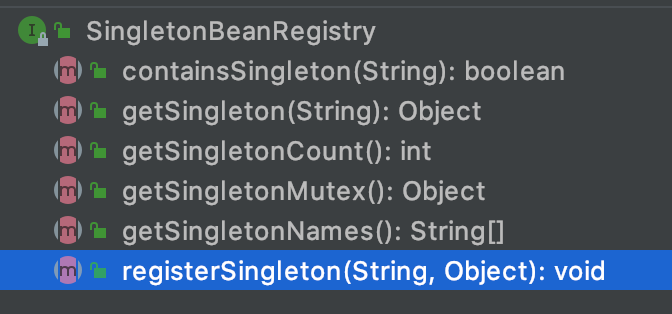 SingletonBeanRegistry
containsSingleton(String): boolean
getSingleton(String): Object
getSingletonCount(): int
getSingletonMutex(): Object
getSingletonNames(): String[]
registerSingleton(String, Object): void